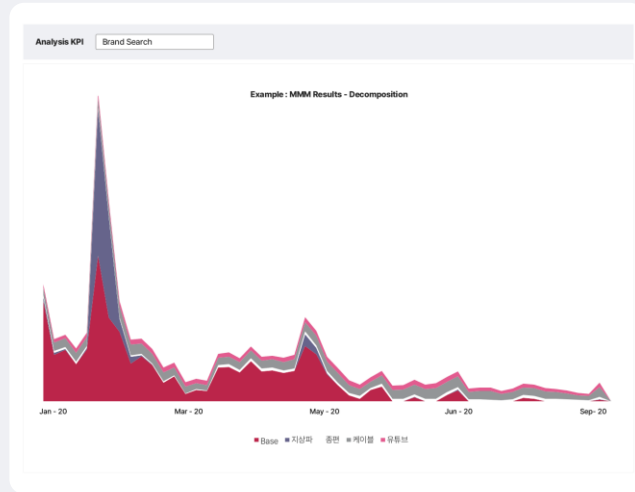 Analysis KPI Brand Search
Example : MMM Results - Decomposition
Jan - 20 Mar - 20 May - 20 Jun - 20 Sep- 20
Base 지상파 종편 케이블 유튜브